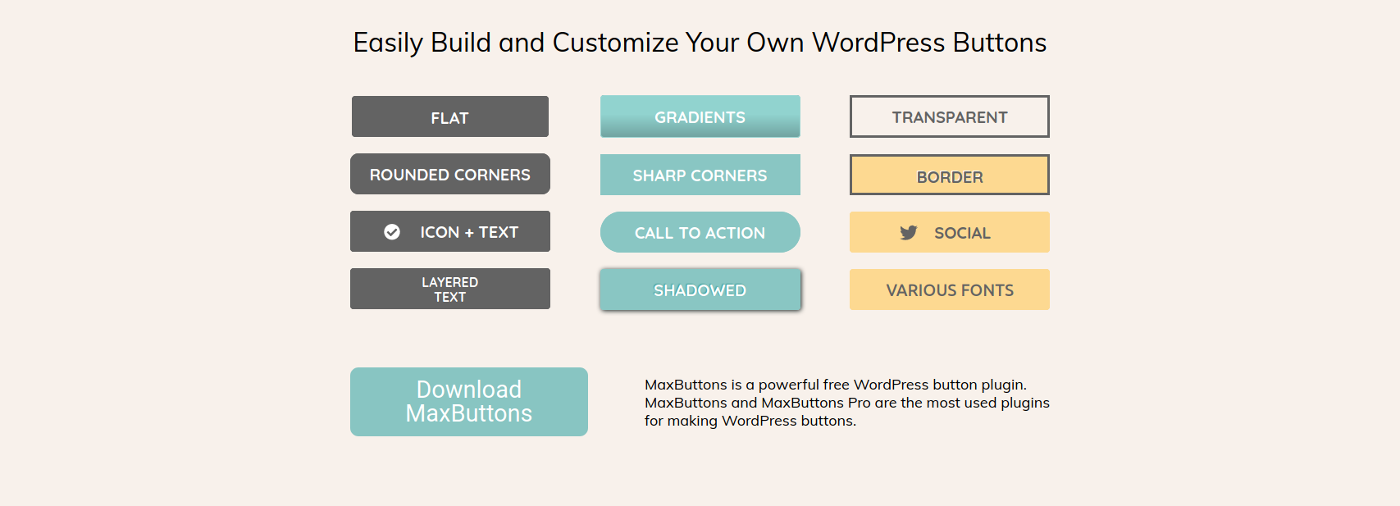 Easily Build and Customize Your Own WordPress Buttons
FLAT
GRADIENTS
TRANSPARENT
ROUNDED CORNERS
SHARP CORNERS
BORDER
ICON + TEXT
CALL TO ACTION
SOCIAL
LAYERED
TEXT
SHADOWED
VARIOUS FONTS
Download
MaxButtons
MaxButtons is a powerful free WordPress button plugin.
MaxButtons and MaxButtons Pro are the most used plugins
for making WordPress buttons.